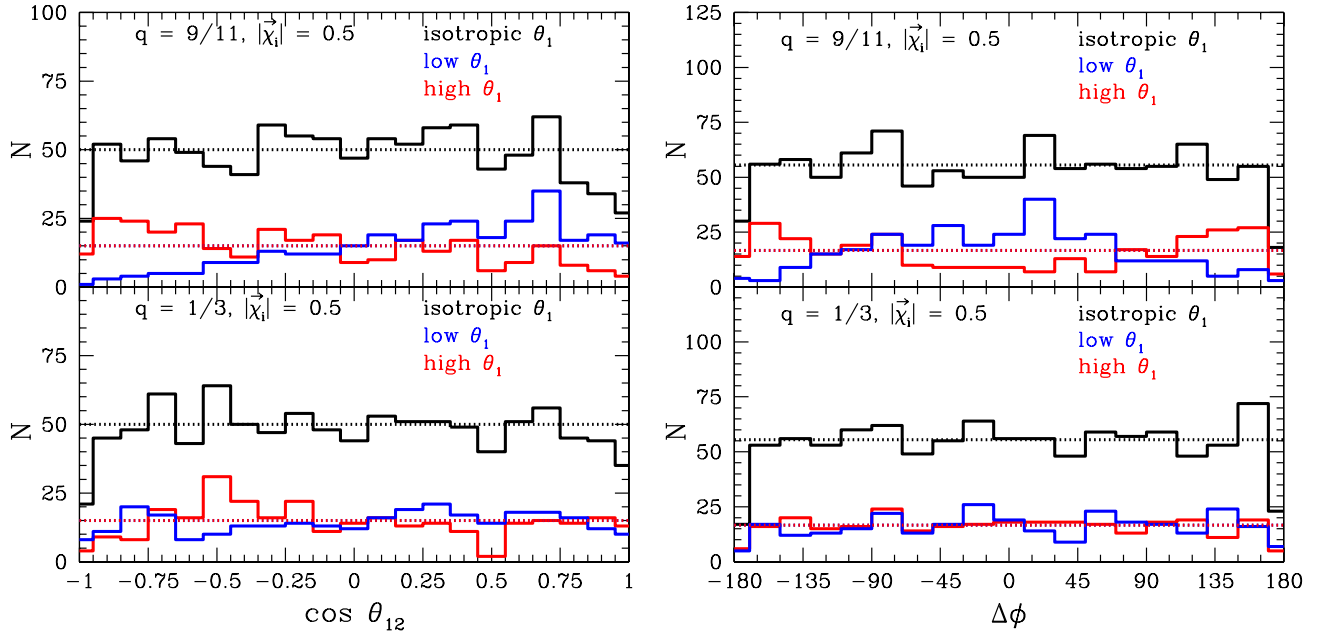 100
75
50
25
0
N
q = 9/11, |χ⃗ᵢ| = 0.5
isotropic θ₁
low θ₁
high θ₁
75
50
25
0
N
q = 1/3, |χ⃗ᵢ| = 0.5
isotropic θ₁
low θ₁
high θ₁
−1 −0.75 −0.5 −0.25 0 0.25 0.5 0.75 1
cos θ₁₂
125
100
75
50
25
0
N
q = 9/11, |χ⃗ᵢ| = 0.5
isotropic θ₁
low θ₁
high θ₁
100
75
50
25
0
N
q = 1/3, |χ⃗ᵢ| = 0.5
isotropic θ₁
low θ₁
high θ₁
−180 −135 −90 −45 0 45 90 135 180
Δϕ